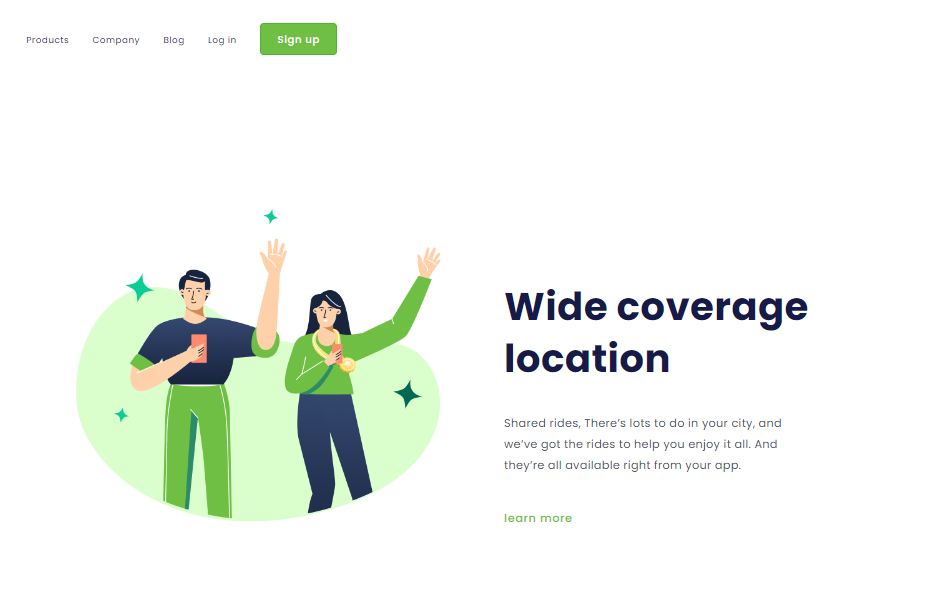 Products Company Blog Log in Sign up
Wide coverage
location
Shared rides, There's lots to do in your city, and
we've got the rides to help you enjoy it all. And
they're all available right from your app.
learn more